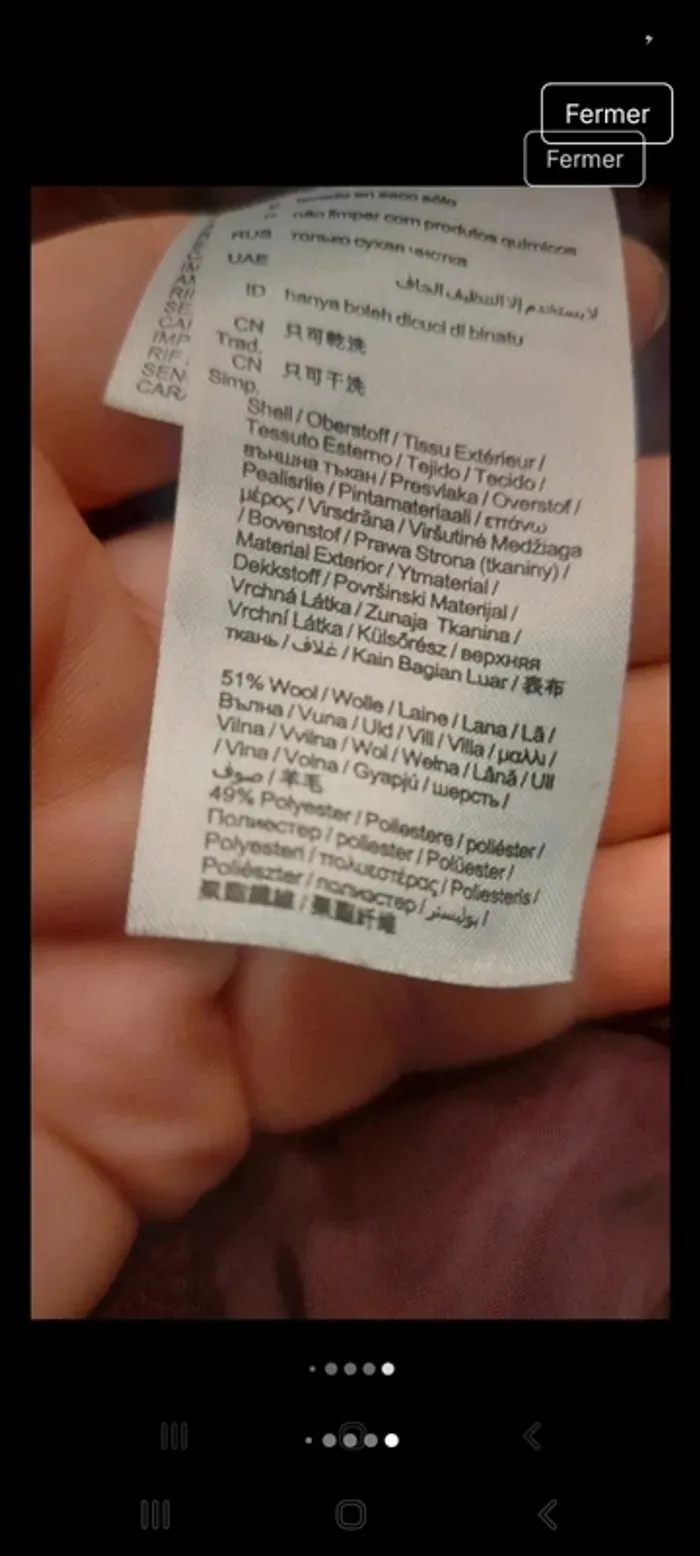 Fermer
Fermer
não limpar com produtos químicos
RUS только сухая чистка
UAE
لا يستخدم إلا التنظيف الجاف
ID hanya boleh dicuci di binatu
CN Trad. 只可乾洗
CN Simp. 只可干洗
RIF
SEN
Shell / Oberstoff / Tissu Extérieur /
Tessuto Esterno / Tejido / Tecido /
външна тъкан / Presvlaka / Overstof /
Pealisriie / Pintamateriaali / επάνω
μέρος / Virsdrāna / Viršutinė Medžiaga
/ Bovenstof / Prawa Strona (tkaniny) /
Material Exterior / Ytmaterial /
Dekkstoff / Površinski Materijal /
Vrchná Látka / Zunaja Tkanina /
Vrchní Látka / Külsőrész / верхняя
ткань / غلاف / Kain Bagian Luar / 表布
51% Wool / Wolle / Laine / Lana / Lã /
Вълна / Vuna / Uld / Vill / Villa / μαλλι /
Vilna / Vvilna / Wol / Wełna / Lână / Ull
/ Vlna / Volna / Gyapjú / шерсть /
صوف / 羊毛
49% Polyester / Poliestere / poliéster /
Полиестер / poliester / Polüester /
Polyesteri / πολυεστέρας / Poliesteris /
Poliészter / полиэстер / بوليستر /
聚酯纖維 / 聚酯纤维